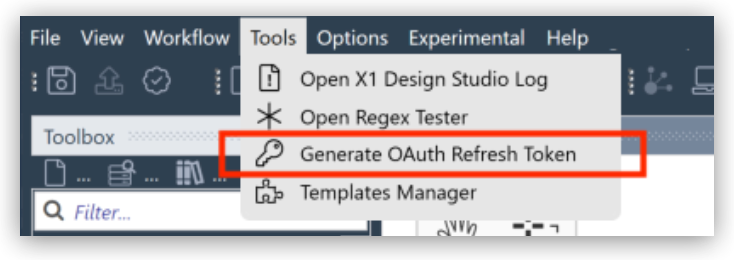 File View Workflow Tools Options Experimental Help
Open X1 Design Studio Log
Open Regex Tester
Toolbox
Generate OAuth Refresh Token
... ... ...
Templates Manager
Filter...